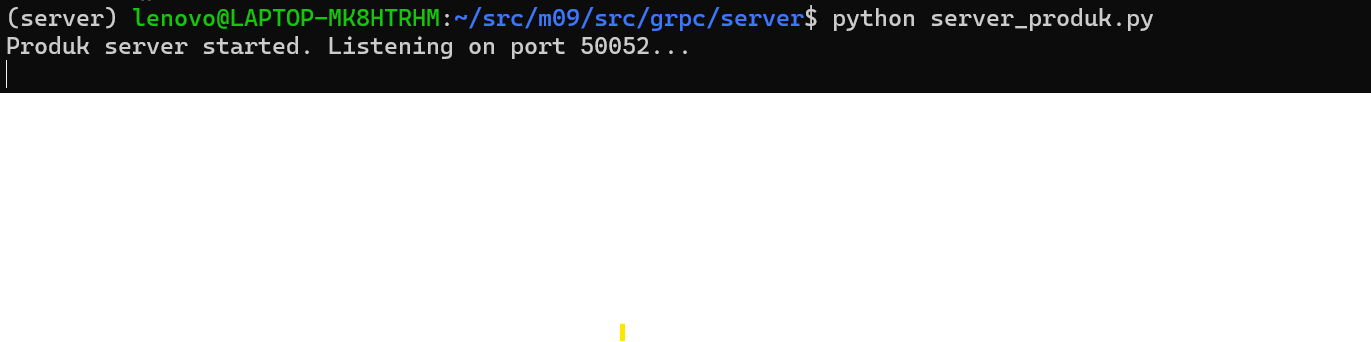 (server) lenovo@LAPTOP-MK8HTRHM:~/src/m09/src/grpc/server$ python server_produk.py
Produk server started. Listening on port 50052...